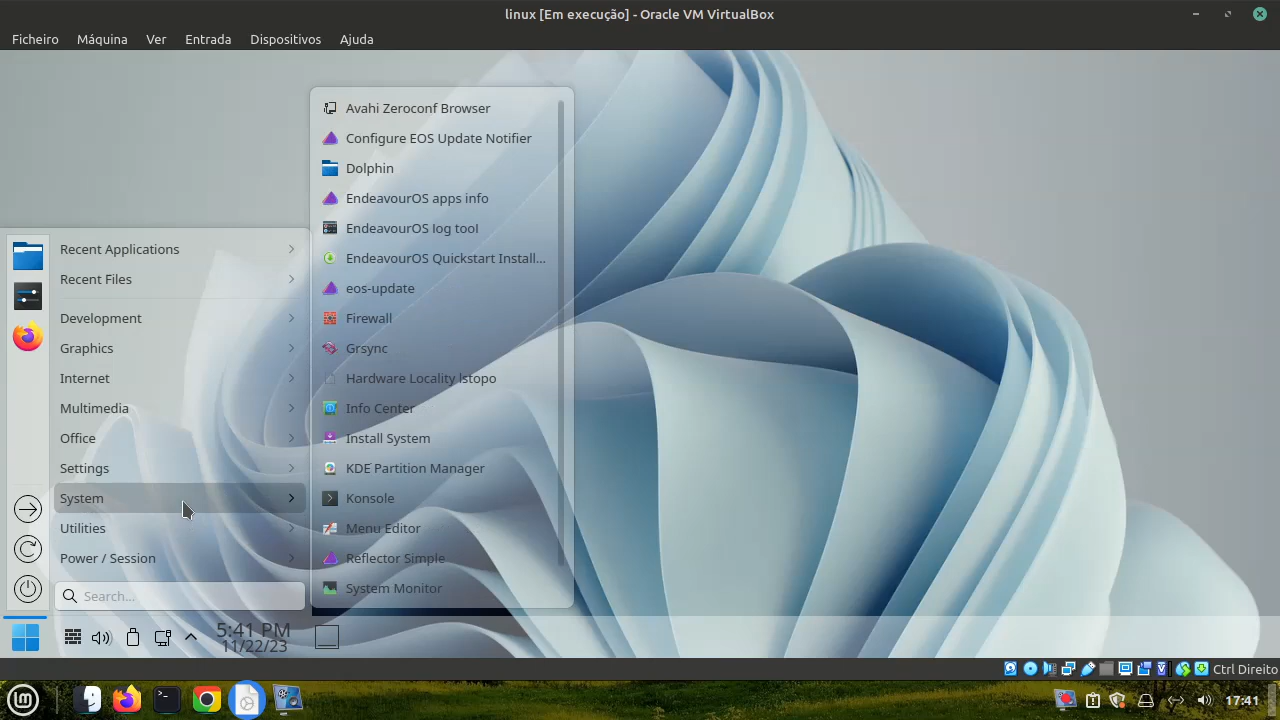 linux [Em execução] - Oracle VM VirtualBox
Ficheiro Máquina Ver Entrada Dispositivos Ajuda
Avahi Zeroconf Browser
Configure EOS Update Notifier
Dolphin
EndeavourOS apps info
EndeavourOS log tool
EndeavourOS Quickstart Install...
eos-update
Firewall
Grsync
Hardware Locality lstopo
Info Center
Install System
KDE Partition Manager
Konsole
Menu Editor
Reflector Simple
System Monitor
Recent Applications
Recent Files
Development
Graphics
Internet
Multimedia
Office
Settings
System
Utilities
Power / Session
Search...
5:41 PM
11/22/23
Ctrl Direito
17:41